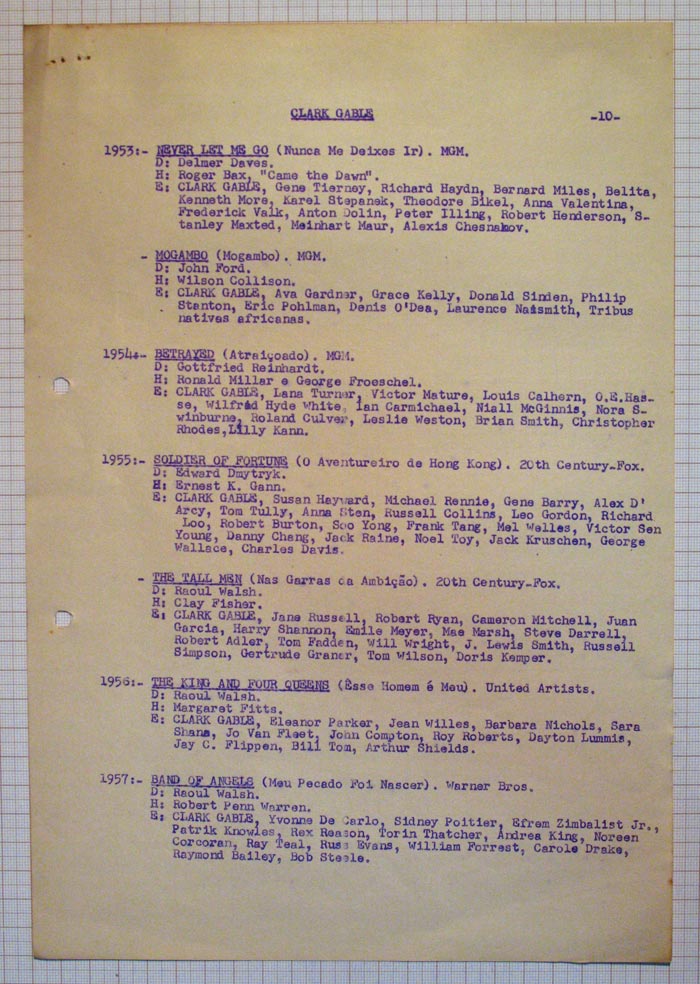 CLARK GABLE -10-
1953:- NEVER LET ME GO (Nunca Me Deixes Ir). MGM.
D: Delmer Daves.
H: Roger Bax, "Came the Dawn".
E: CLARK GABLE, Gene Tierney, Richard Haydn, Bernard Miles, Belita,
Kenneth More, Karel Stepanek, Theodore Bikel, Anna Valentina,
Frederick Valk, Anton Dolin, Peter Illing, Robert Henderson, S-
tanley Maxted, Meinhart Maur, Alexis Chesnakov.
- MOGAMBO (Mogambo). MGM.
D: John Ford.
H: Wilson Collison.
E: CLARK GABLE, Ava Gardner, Grace Kelly, Donald Sinden, Philip
Stanton, Eric Pohlman, Denis O'Dea, Laurence Naismith, Tribus
nativas africanas.
1954:- BETRAYED (Atraiçoado). MGM.
D: Gottfried Reinhardt.
H: Ronald Millar e George Froeschel.
E: CLARK GABLE, Lana Turner, Victor Mature, Louis Calhern, O.E.Has-
se, Wilfrid Hyde White, Ian Carmichael, Niall McGinnis, Nora S-
winburne, Roland Culver, Leslie Weston, Brian Smith, Christopher
Rhodes,Lilly Kann.
1955:- SOLDIER OF FORTUNE (O Aventureiro de Hong Kong). 20th Century-Fox.
D: Edward Dmytryk.
H: Ernest K. Gann.
E: CLARK GABLE, Susan Hayward, Michael Rennie, Gene Barry, Alex D'
Arcy, Tom Tully, Anna Sten, Russell Collins, Leo Gordon, Richard
Loo, Robert Burton, Soo Yong, Frank Tang, Mel Welles, Victor Sen
Young, Danny Chang, Jack Raine, Noel Toy, Jack Kruschen, George
Wallace, Charles Davis.
- THE TALL MEN (Nas Garras da Ambição). 20th Century-Fox.
D: Raoul Walsh.
H: Clay Fisher.
E: CLARK GABLE, Jane Russell, Robert Ryan, Cameron Mitchell, Juan
Garcia, Harry Shannon, Emile Meyer, Mae Marsh, Steve Darrell,
Robert Adler, Tom Fadden, Will Wright, J. Lewis Smith, Russell
Simpson, Gertrude Graner, Tom Wilson, Doris Kemper.
1956:- THE KING AND FOUR QUEENS (Êsse Homem é Meu). United Artists.
D: Raoul Walsh.
H: Margaret Fitts.
E: CLARK GABLE, Eleanor Parker, Jean Willes, Barbara Nichols, Sara
Shana, Jo Van Fleet, John Compton, Roy Roberts, Dayton Lummis,
Jay C. Flippen, Bill Tom, Arthur Shields.
1957:- BAND OF ANGELS (Meu Pecado Foi Nascer). Warner Bros.
D: Raoul Walsh.
H: Robert Penn Warren.
E: CLARK GABLE, Yvonne De Carlo, Sidney Poitier, Efrem Zimbalist Jr.,
Patrik Knowles, Rex Reason, Torin Thatcher, Andrea King, Noreen
Corcoran, Ray Teal, Russ Evans, William Forrest, Carole Drake,
Raymond Bailey, Bob Steele.